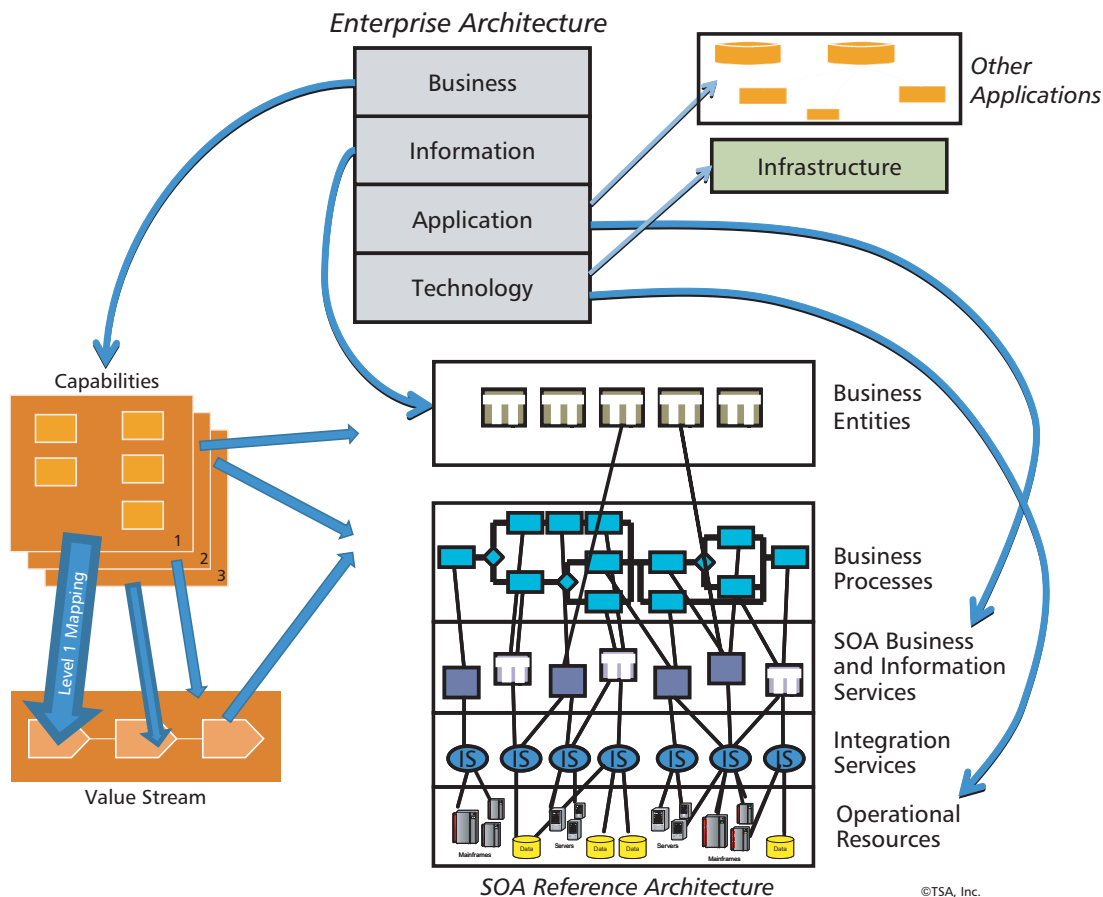 Enterprise Architecture
Business
Information
Application
Technology
Other
Applications
Infrastructure
Capabilities
1
2
3
Level 1 Mapping
Value Stream
Business
Entities
Business
Processes
SOA Business
and Information
Services
Integration
Services
Operational
Resources
IS
IS
IS
IS
IS
IS
IS
Mainframes
Data
Servers
Data
Data
Servers
Mainframes
Data
SOA Reference Architecture
©TSA, Inc.